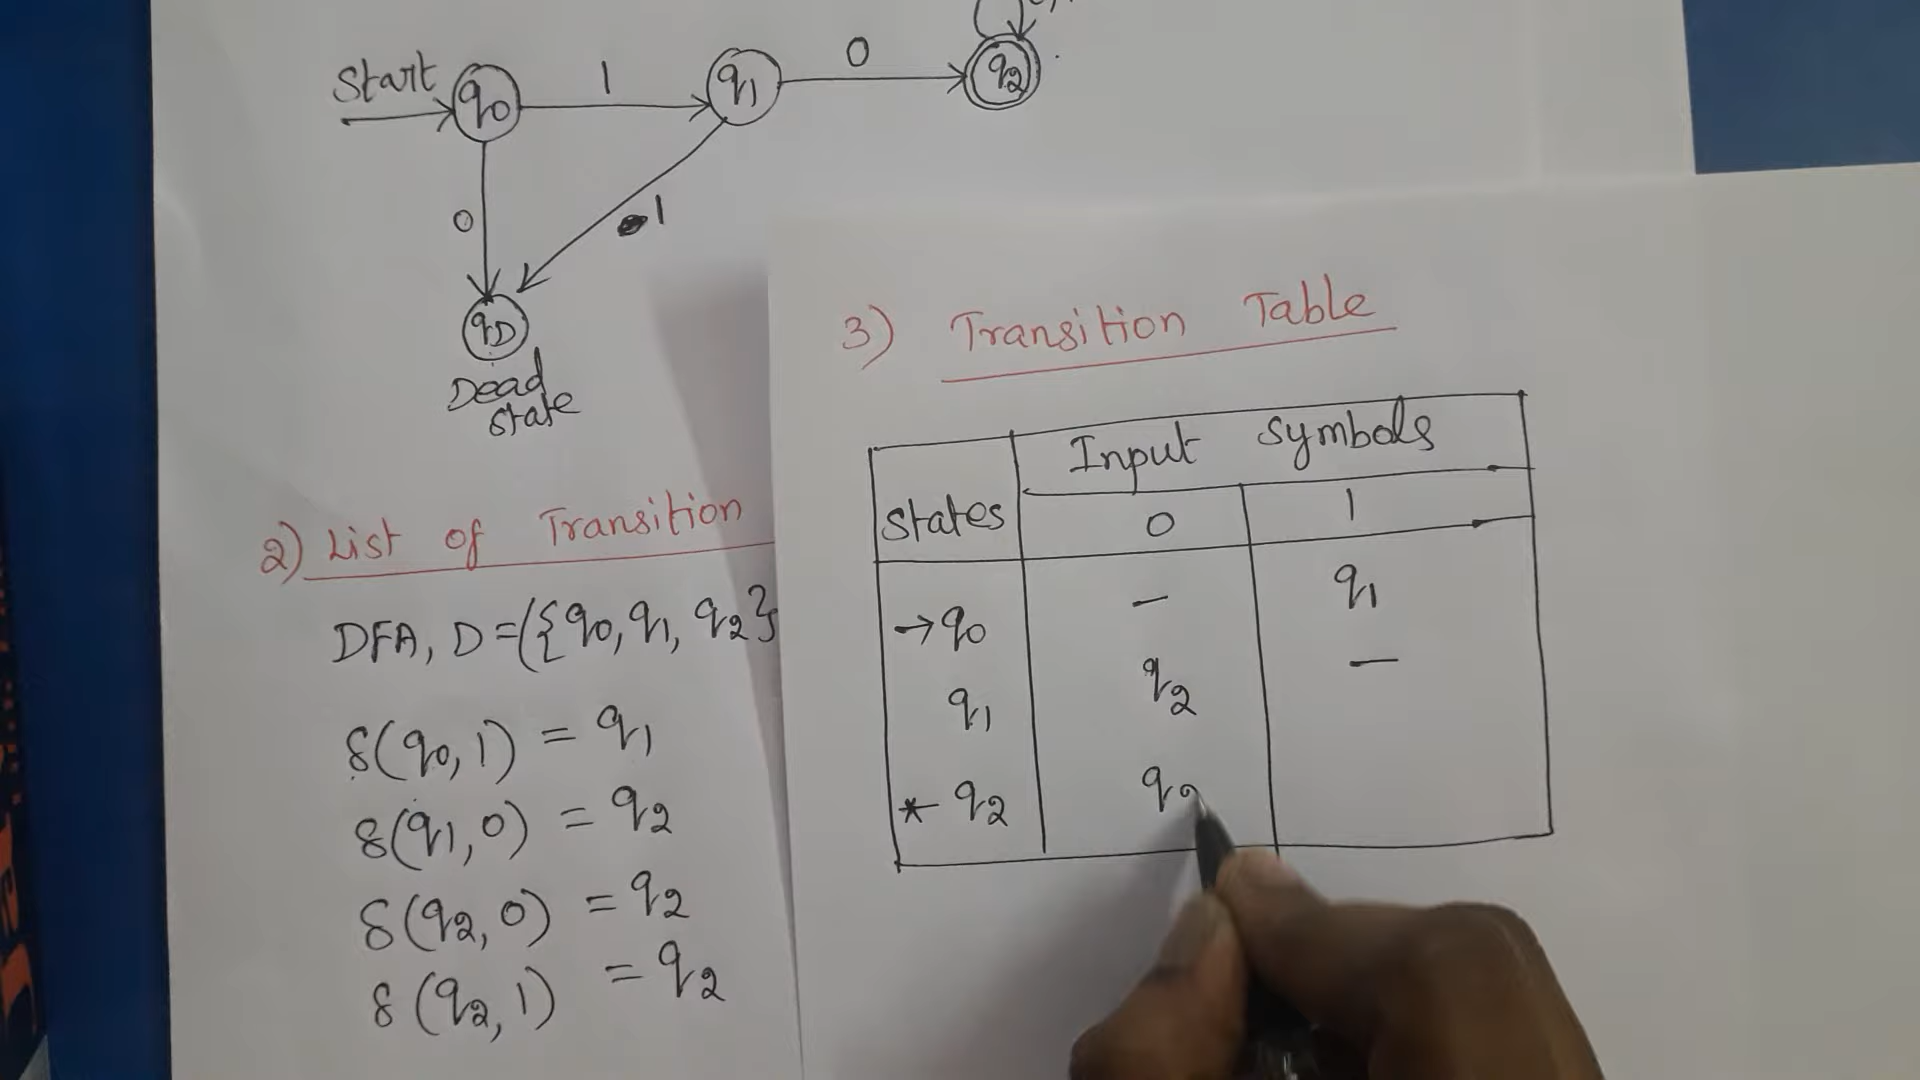 Start q0 1 q1 0 q2
0 1
qD
Dead
state
2) List of Transition
DFA, D = ({q0, q1, q2}
δ(q0, 1) = q1
δ(q1, 0) = q2
δ(q2, 0) = q2
δ(q2, 1) = q2
3) Transition Table
States Input Symbols
0 1
→ q0 — q1
q1 q2 —
* q2 q2